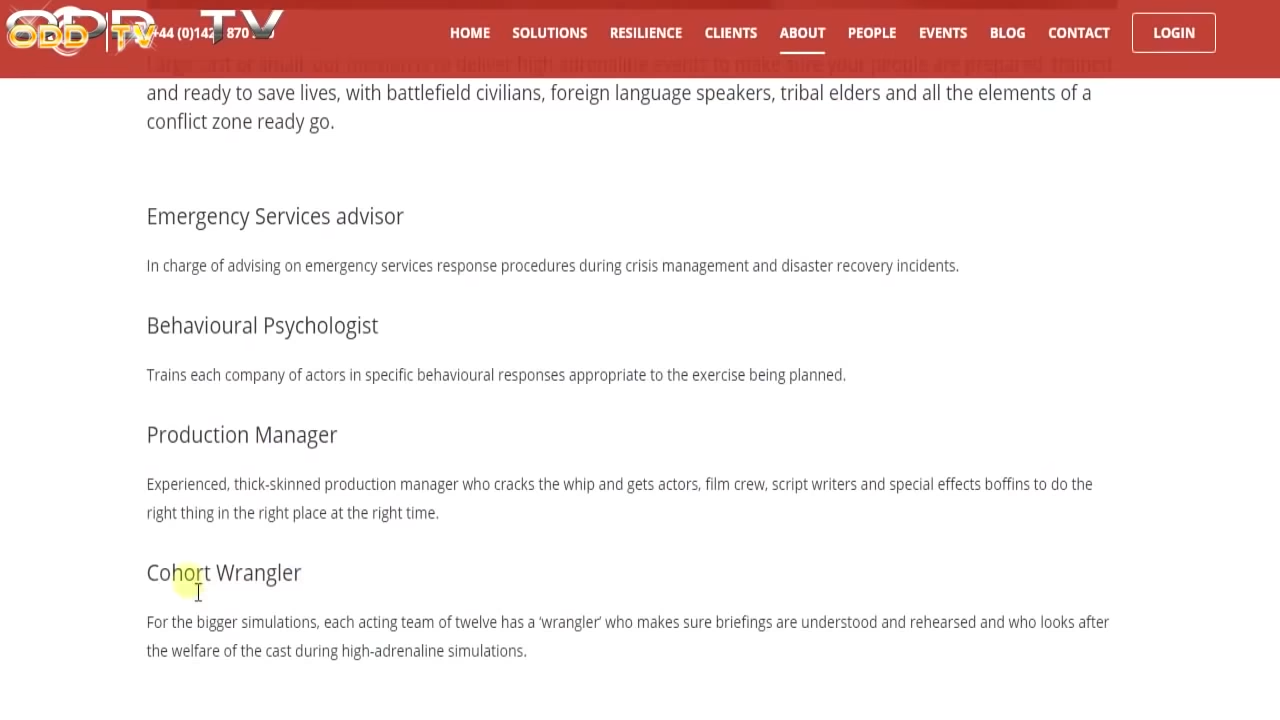 ODD TV
ODD TV
+44 (0)142 870
HOME SOLUTIONS RESILIENCE CLIENTS ABOUT PEOPLE EVENTS BLOG CONTACT LOGIN
and ready to save lives, with battlefield civilians, foreign language speakers, tribal elders and all the elements of a
conflict zone ready go.
Emergency Services advisor
In charge of advising on emergency services response procedures during crisis management and disaster recovery incidents.
Behavioural Psychologist
Trains each company of actors in specific behavioural responses appropriate to the exercise being planned.
Production Manager
Experienced, thick-skinned production manager who cracks the whip and gets actors, film crew, script writers and special effects boffins to do the
right thing in the right place at the right time.
Cohort Wrangler
For the bigger simulations, each acting team of twelve has a ‘wrangler’ who makes sure briefings are understood and rehearsed and who looks after
the welfare of the cast during high-adrenaline simulations.